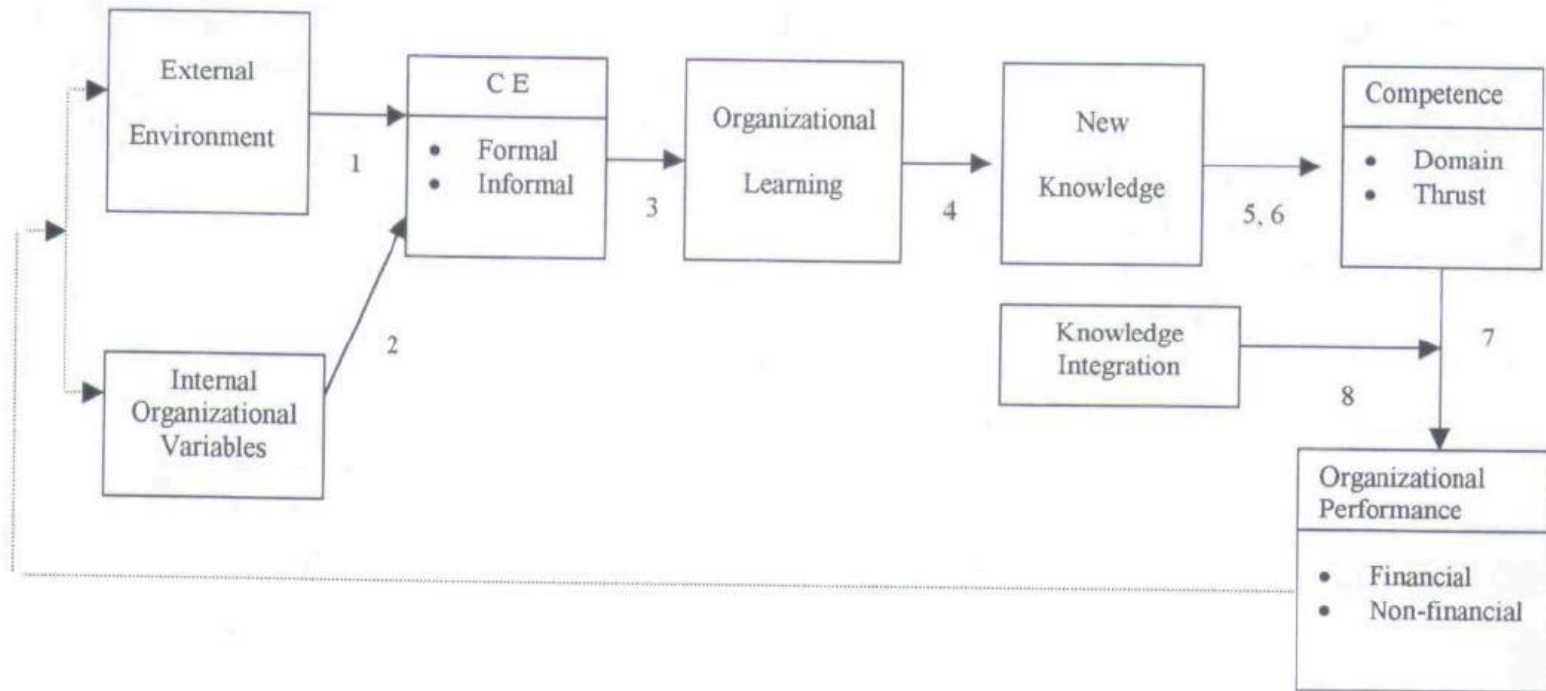 External
Environment
1
C E
• Formal
• Informal
3
Organizational
Learning
4
New
Knowledge
5, 6
Competence
• Domain
• Thrust
2
Internal
Organizational
Variables
Knowledge
Integration
8
7
Organizational
Performance
• Financial
• Non-financial